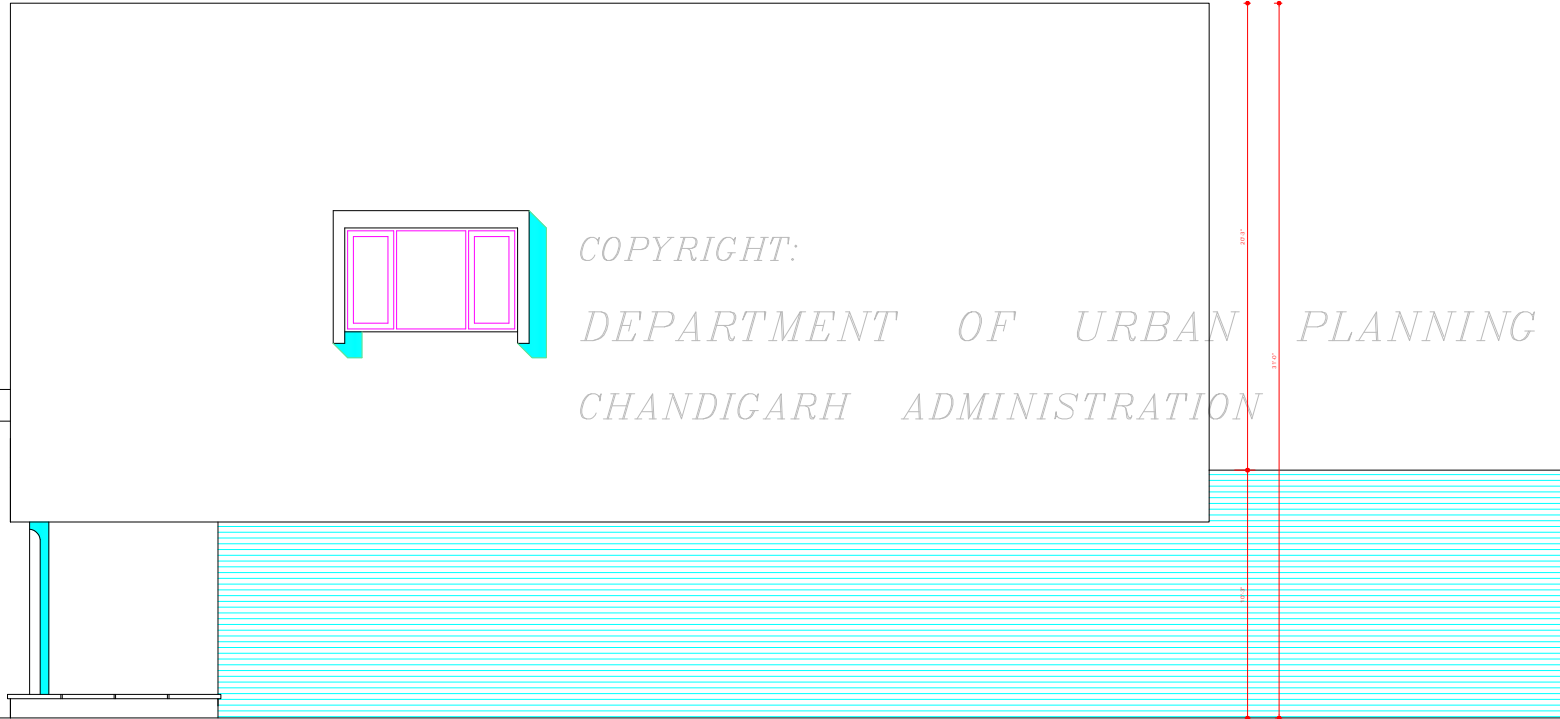 COPYRIGHT:
DEPARTMENT OF URBAN PLANNING
CHANDIGARH ADMINISTRATION